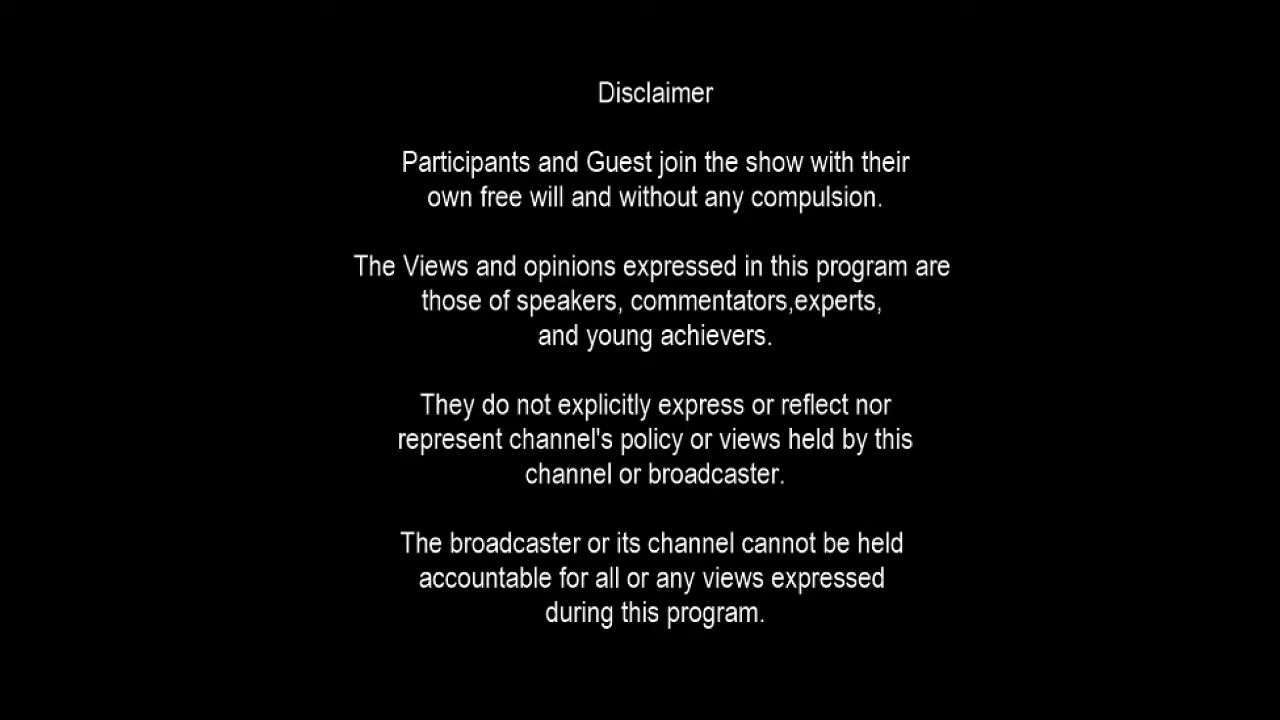 Disclaimer
Participants and Guest join the show with their
own free will and without any compulsion.
The Views and opinions expressed in this program are
those of speakers, commentators,experts,
and young achievers.
They do not explicitly express or reflect nor
represent channel's policy or views held by this
channel or broadcaster.
The broadcaster or its channel cannot be held
accountable for all or any views expressed
during this program.